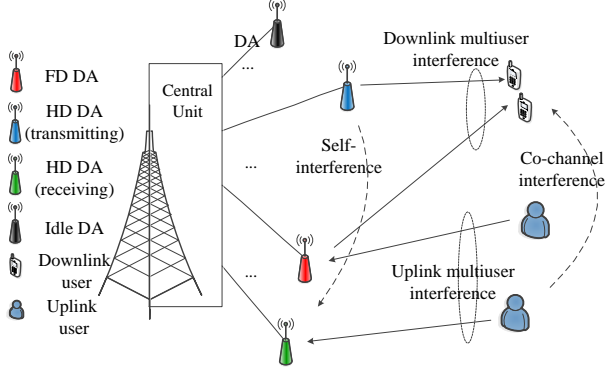 FD DA
HD DA
(transmitting)
HD DA
(receiving)
Idle DA
Downlink
user
Uplink
user
Central
Unit
DA
...
...
...
Downlink multiuser
interference
Self-
interference
Co-channel
interference
Uplink multiuser
interference